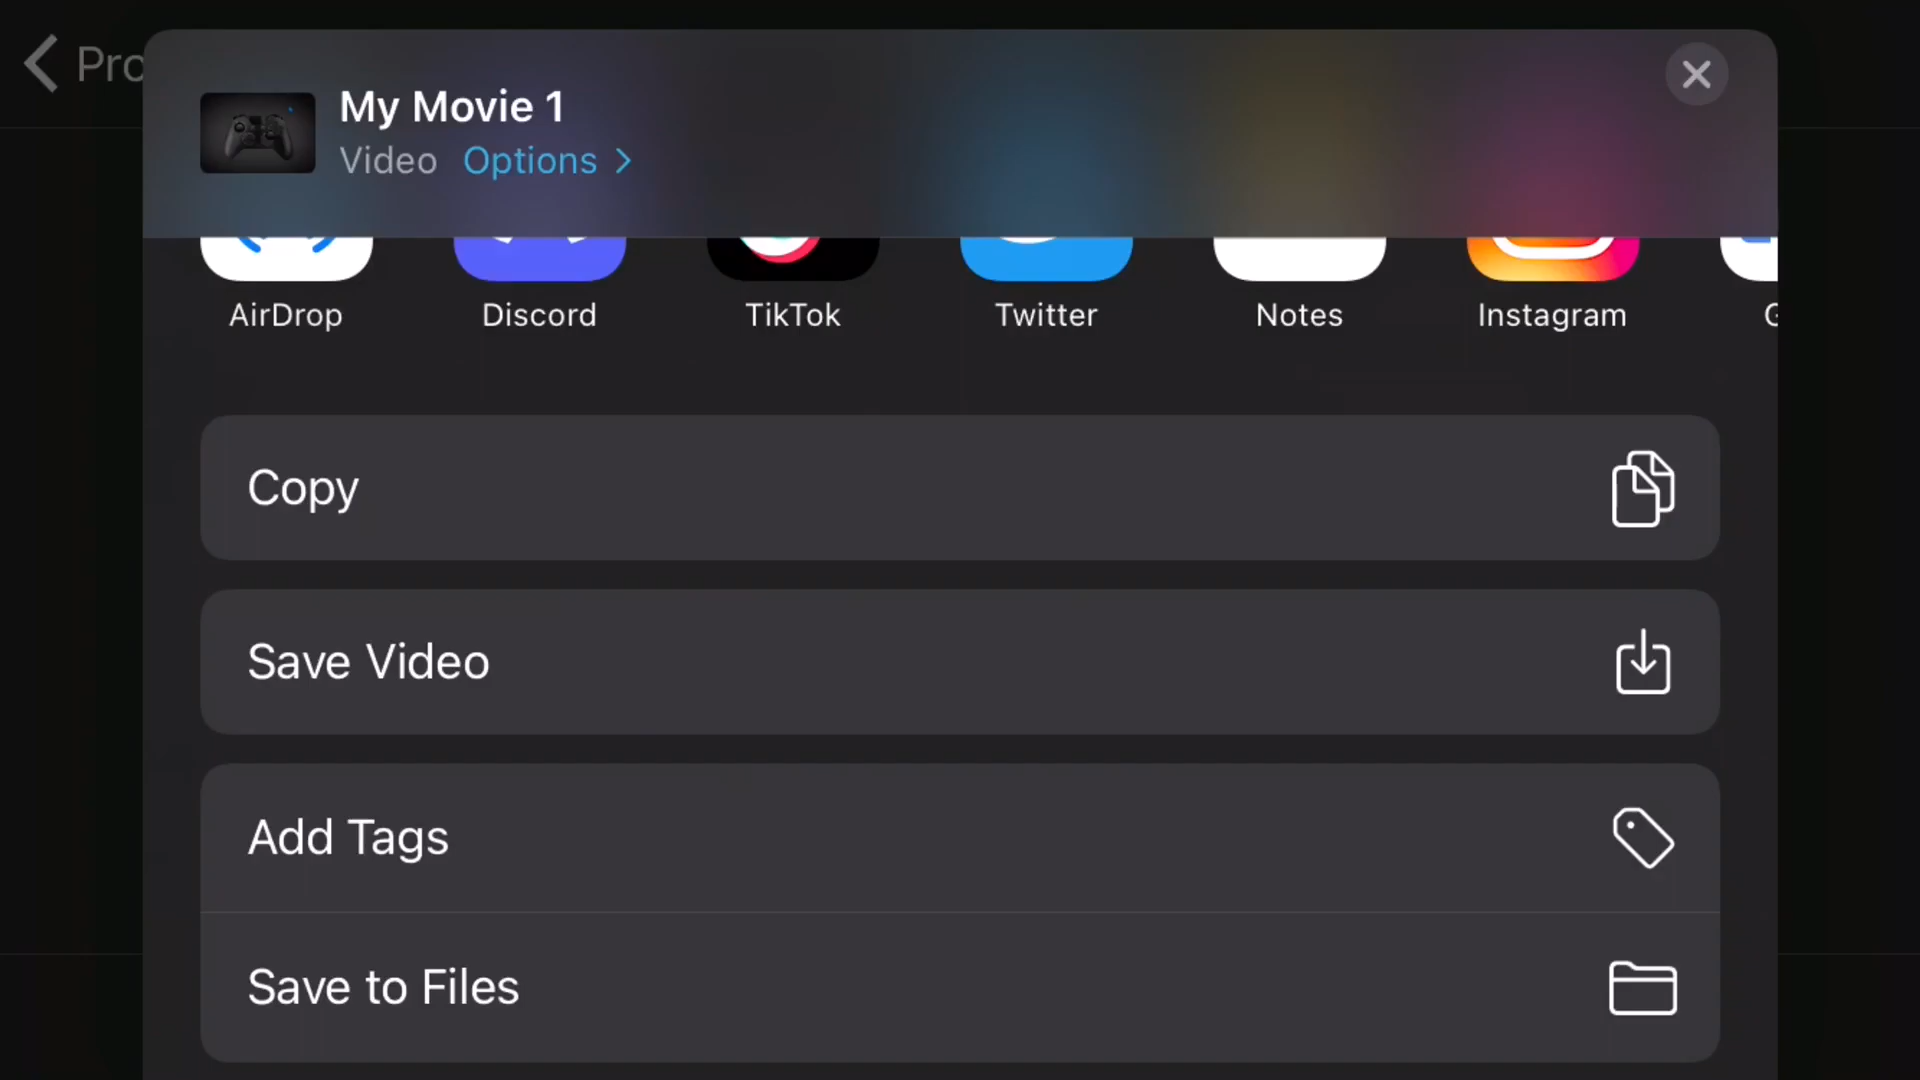 Pro
My Movie 1
Video Options
AirDrop
Discord
TikTok
Twitter
Notes
Instagram
Copy
Save Video
Add Tags
Save to Files